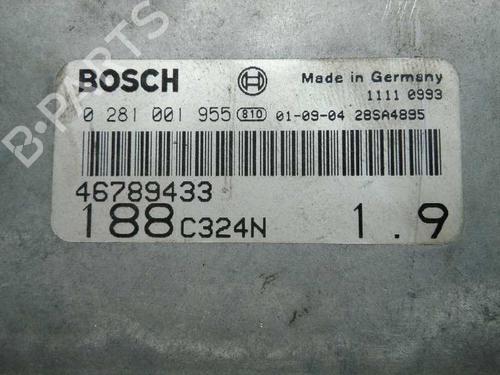 BOSCH Made in Germany
1111 0993
0 281 001 955 810 01-09-04 28SA4895
46789433
188C324N 1.9
B-PARTS
B-PARTS